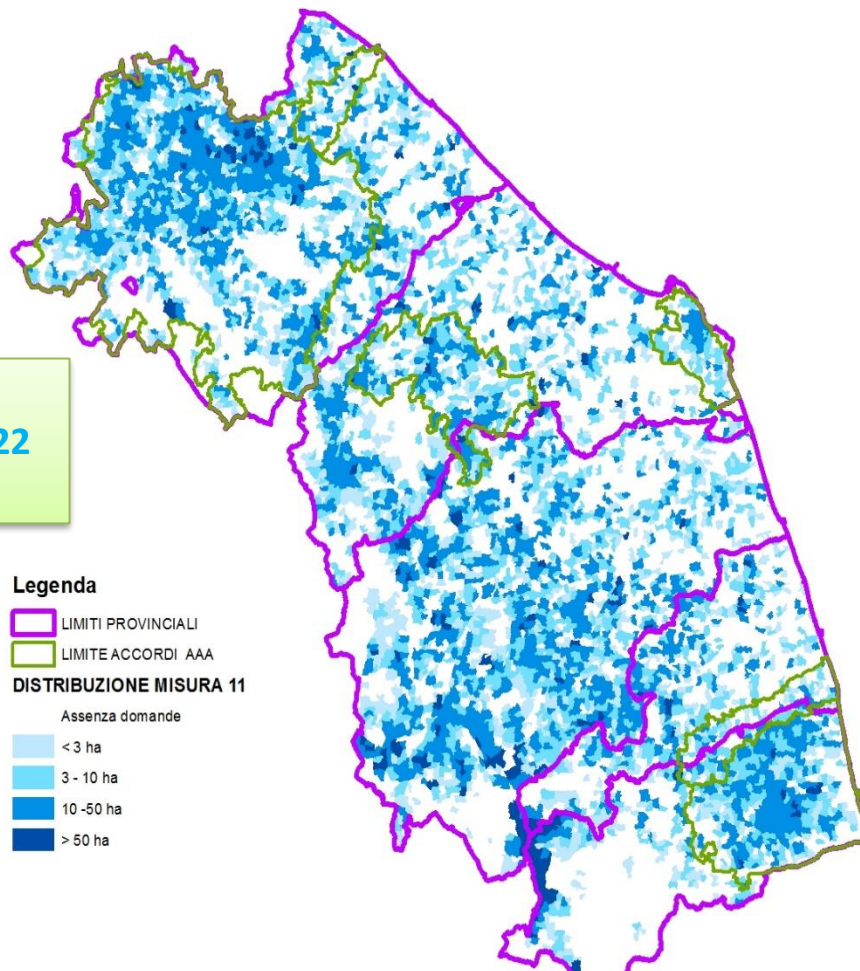 22
Legenda
LIMITI PROVINCIALI
LIMITE ACCORDI AAA
DISTRIBUZIONE MISURA 11
Assenza domande
< 3 ha
3 - 10 ha
10 -50 ha
> 50 ha